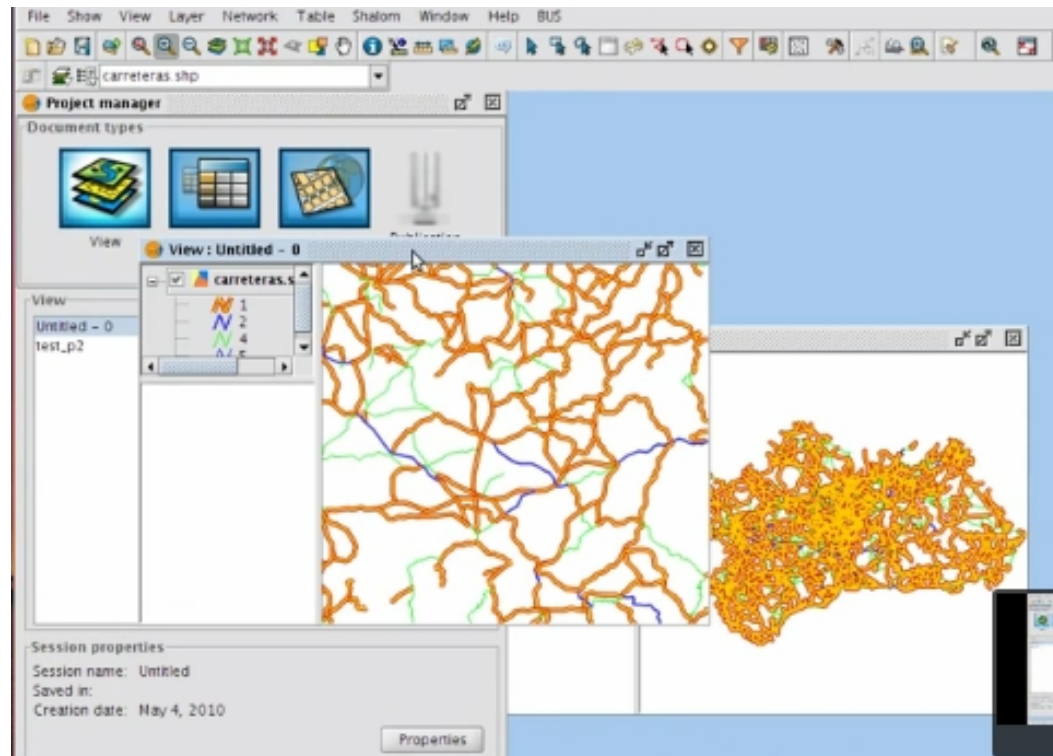 File Show View Layer Network Table Shalom Window Help BUS
carreteras.shp
Project manager
Document types
View
View : Untitled - 0
carreteras.s
1
2
4
View
Untitled - 0
test_p2
Session properties
Session name: Untitled
Saved in:
Creation date: May 4, 2010
Properties